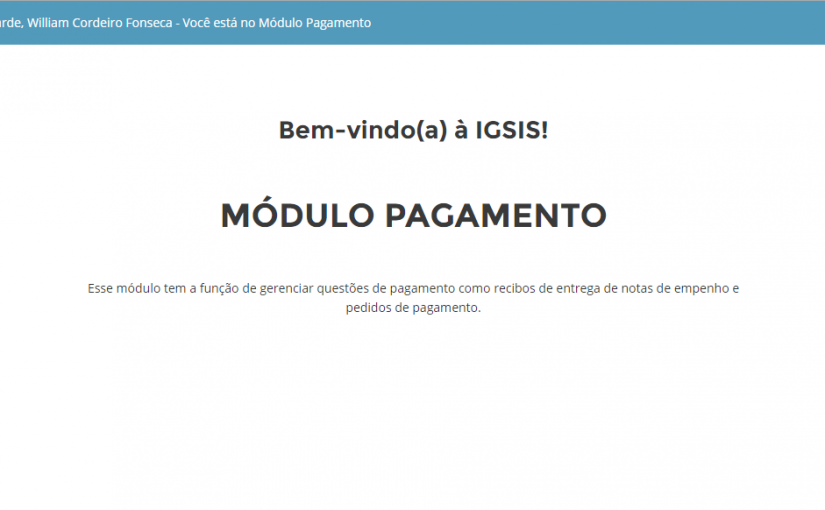 arde, William Cordeiro Fonseca - Você está no Módulo Pagamento
Bem-vindo(a) à IGSIS!
MÓDULO PAGAMENTO
Esse módulo tem a função de gerenciar questões de pagamento como recibos de entrega de notas de empenho e
pedidos de pagamento.